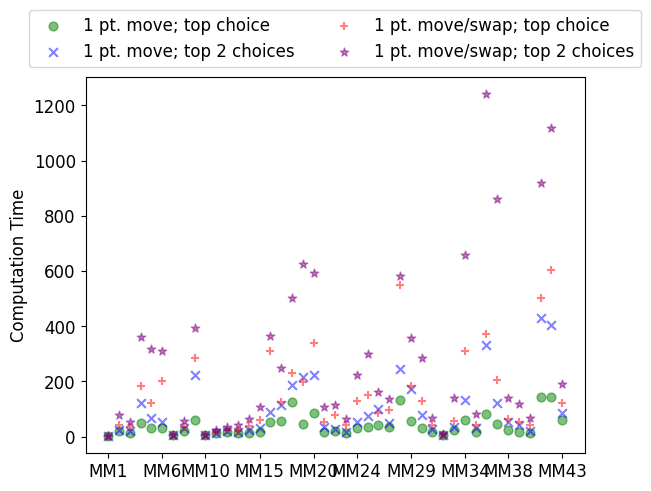 1 pt. move; top choice
1 pt. move; top 2 choices
1 pt. move/swap; top choice
1 pt. move/swap; top 2 choices
Computation Time
1200
1000
800
600
400
200
0
MM1 MM6 MM10 MM15 MM20 MM24 MM29 MM34 MM38 MM43